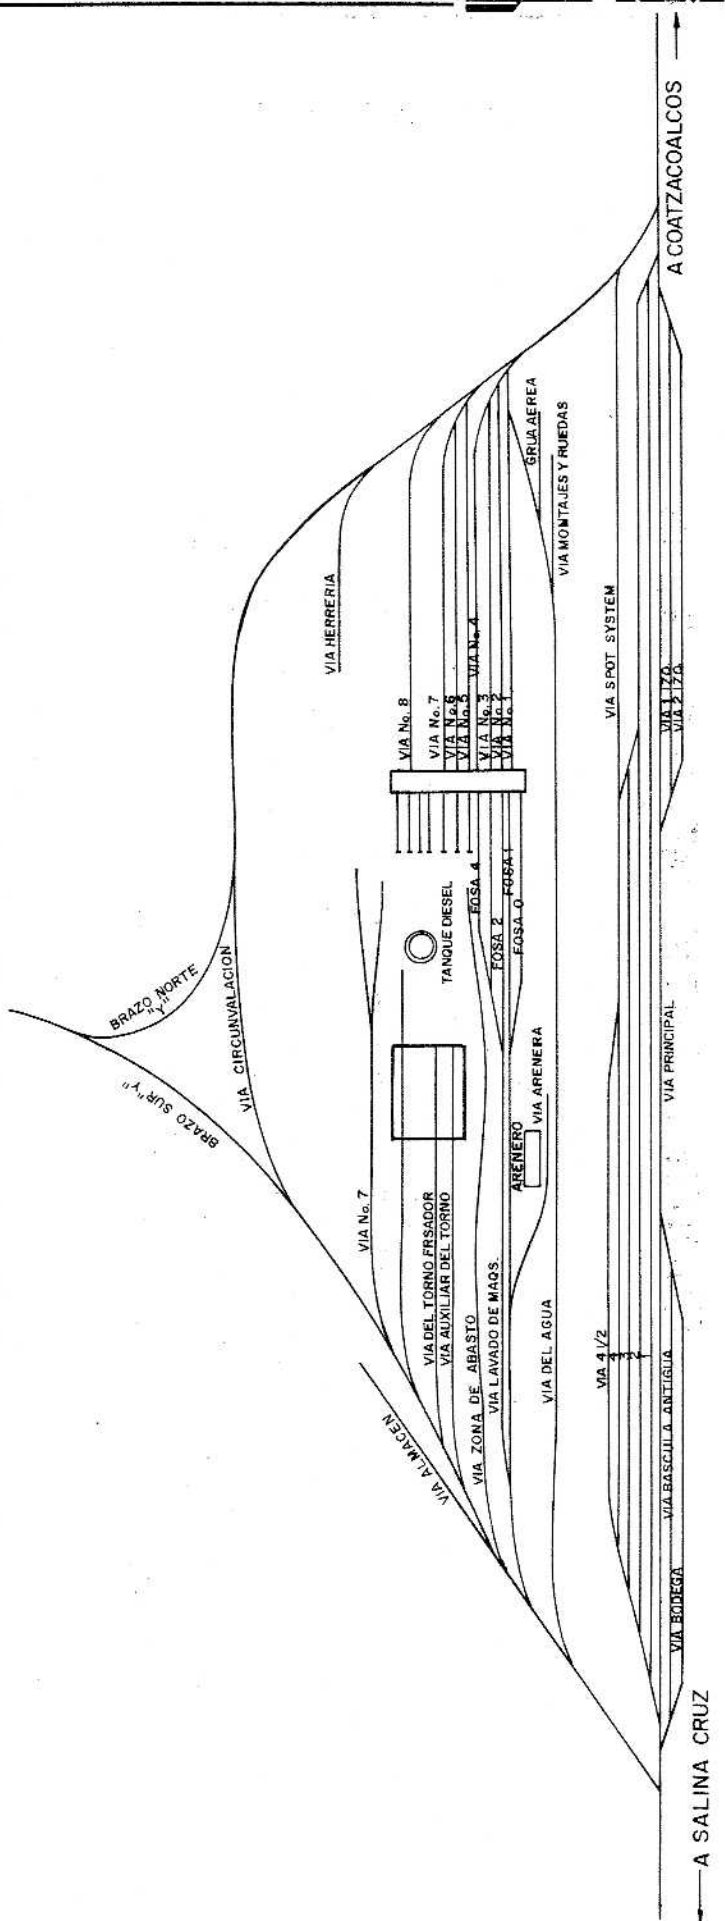 A COATZACOALCOS
GRUA AEREA
VIA MONTAJES Y RUEDAS
VIA HERRERIA
VIA SPOT SYSTEM
VIA No. 8
VIA No. 7
VIA No. 6
VIA No. 5
VIA No. 4
VIA No. 3
VIA No. 2
VIA No. 1
VIA 1 IZQ.
VIA 2 IZQ.
TANQUE DIESEL
FOSA 4
FOSA 2
FOSA 1
FOSA 0
BRAZO NORTE
"Y"
BRAZO SUR "Y"
VIA CIRCUNVALACION
VIA PRINCIPAL
VIA ARENERA
ARENERO
VIA No. 7
VIA DEL TORNO FRSADOR
VIA AUXILIAR DEL TORNO
VIA ZONA DE ABASTO
VIA LAVADO DE MAQS.
VIA DEL AGUA
VIA ALMACEN
VIA 4 1/2
4
3
2
1
VIA BASCULA ANTIGUA
VIA BODEGA
A SALINA CRUZ